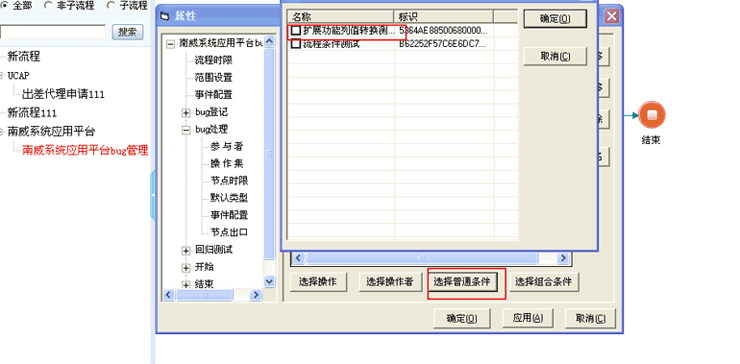 全部 非子流程 子流程
搜索
新流程
UCAP
出差代理申请111
新流程111
南威系统应用平台
南威系统应用平台bug管理
属性
南威系统应用平台bu
流程时限
范围设置
事件配置
bug登记
bug处理
参与者
操作集
节点时限
默认类型
事件配置
节点出口
回归测试
开始
结束
名称 标识
扩展功能列值转换测... 5364AE88500680000...
流程条件测试 B62252F57C6E6DC7...
确定(O)
取消(C)
选择操作 选择操作者 选择普通条件 选择组合条件
确定(O) 应用(A) 取消(C)
结束